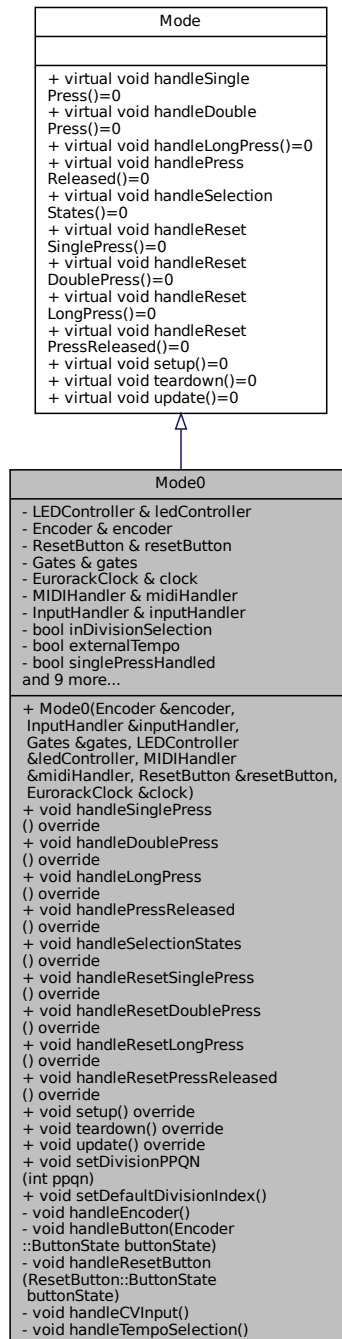 Mode
+ virtual void handleSingle
Press()=0
+ virtual void handleDouble
Press()=0
+ virtual void handleLongPress()=0
+ virtual void handlePress
Released()=0
+ virtual void handleSelection
States()=0
+ virtual void handleReset
SinglePress()=0
+ virtual void handleReset
DoublePress()=0
+ virtual void handleReset
LongPress()=0
+ virtual void handleReset
PressReleased()=0
+ virtual void setup()=0
+ virtual void teardown()=0
+ virtual void update()=0
Mode0
- LEDController & ledController
- Encoder & encoder
- ResetButton & resetButton
- Gates & gates
- EurorackClock & clock
- MIDIHandler & midiHandler
- InputHandler & inputHandler
- bool inDivisionSelection
- bool externalTempo
- bool singlePressHandled
and 9 more...
+ Mode0(Encoder &encoder,
InputHandler &inputHandler,
Gates &gates, LEDController
&ledController, MIDIHandler
&midiHandler, ResetButton &resetButton,
EurorackClock &clock)
+ void handleSinglePress
() override
+ void handleDoublePress
() override
+ void handleLongPress
() override
+ void handlePressReleased
() override
+ void handleSelectionStates
() override
+ void handleResetSinglePress
() override
+ void handleResetDoublePress
() override
+ void handleResetLongPress
() override
+ void handleResetPressReleased
() override
+ void setup() override
+ void teardown() override
+ void update() override
+ void setDivisionPPQN
(int ppqn)
+ void setDefaultDivisionIndex()
- void handleEncoder()
- void handleButton(Encoder
::ButtonState buttonState)
- void handleResetButton
(ResetButton::ButtonState
buttonState)
- void handleCVInput()
- void handleTempoSelection()